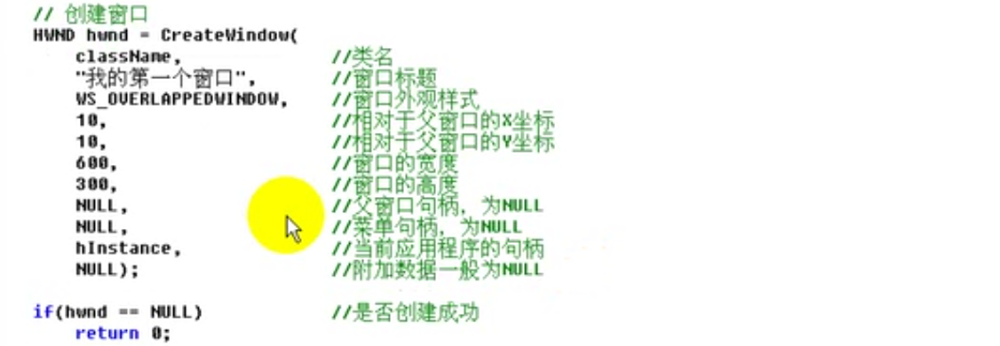 // 创建窗口
HWND hwnd = CreateWindow(
className, //类名
"我的第一个窗口", //窗口标题
WS_OVERLAPPEDWINDOW, //窗口外观样式
10, //相对于父窗口的X坐标
10, //相对于父窗口的Y坐标
600, //窗口的宽度
300, //窗口的高度
NULL, //父窗口句柄，为NULL
NULL, //菜单句柄，为NULL
hInstance, //当前应用程序的句柄
NULL); //附加数据一般为NULL
if(hwnd == NULL) //是否创建成功
return 0;